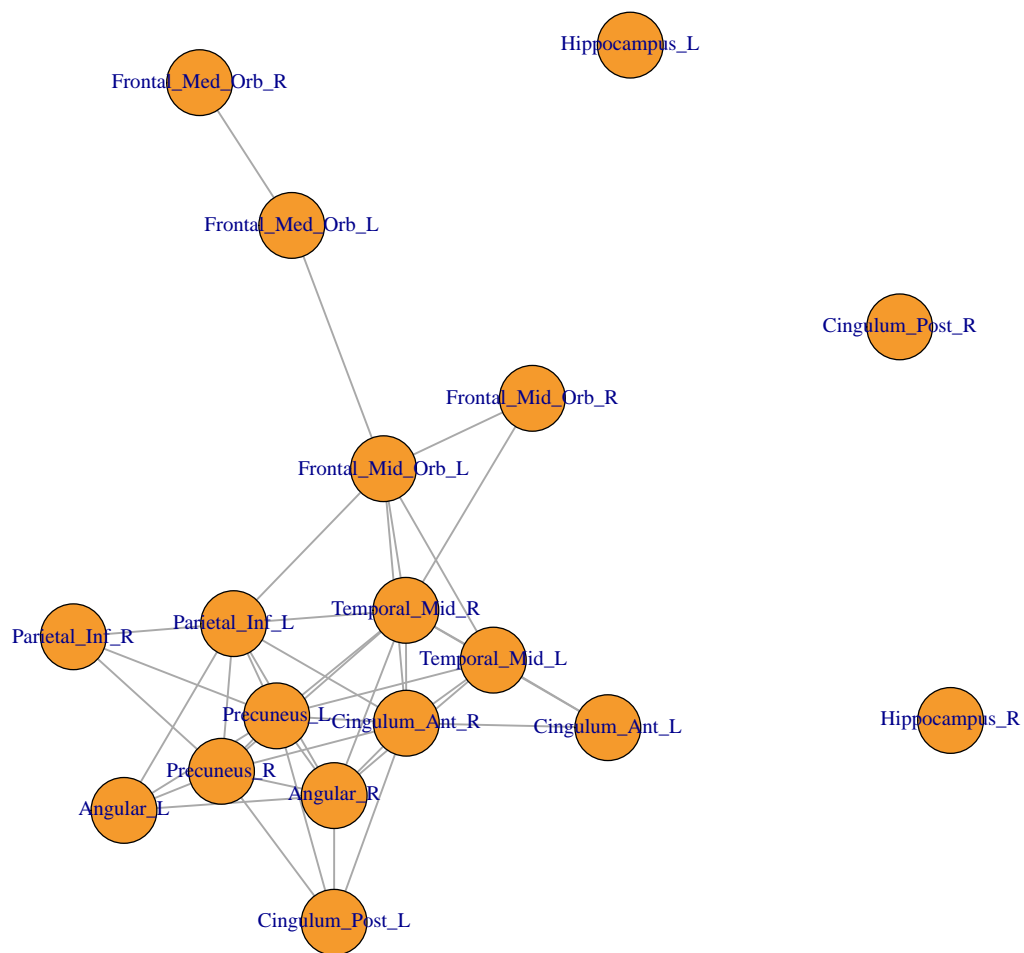 Hippocampus_L
Frontal_Med_Orb_R
Frontal_Med_Orb_L
Cingulum_Post_R
Frontal_Mid_Orb_R
Frontal_Mid_Orb_L
Temporal_Mid_R
Parietal_Inf_L
Parietal_Inf_R
Temporal_Mid_L
Precuneus_L
Cingulum_Ant_R
Cingulum_Ant_L
Hippocampus_R
Precuneus_R
Angular_R
Angular_L
Cingulum_Post_L